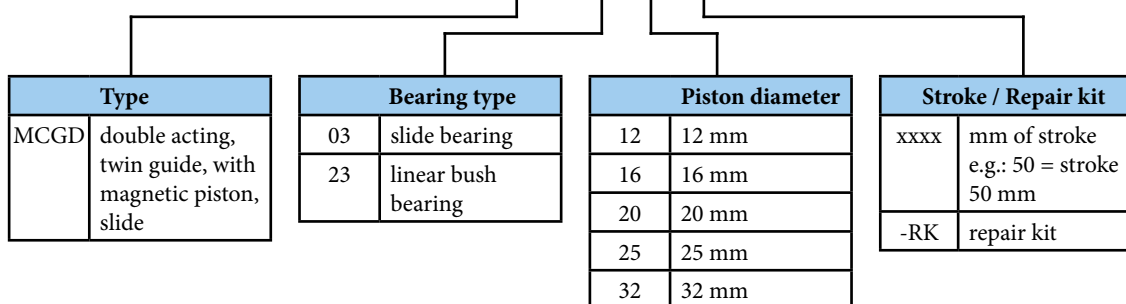 Type
MCGD double acting,
twin guide, with
magnetic piston,
slide
Bearing type
03 slide bearing
23 linear bush
bearing
Piston diameter
12 12 mm
16 16 mm
20 20 mm
25 25 mm
32 32 mm
Stroke / Repair kit
xxxx mm of stroke
e.g.: 50 = stroke
50 mm
-RK repair kit